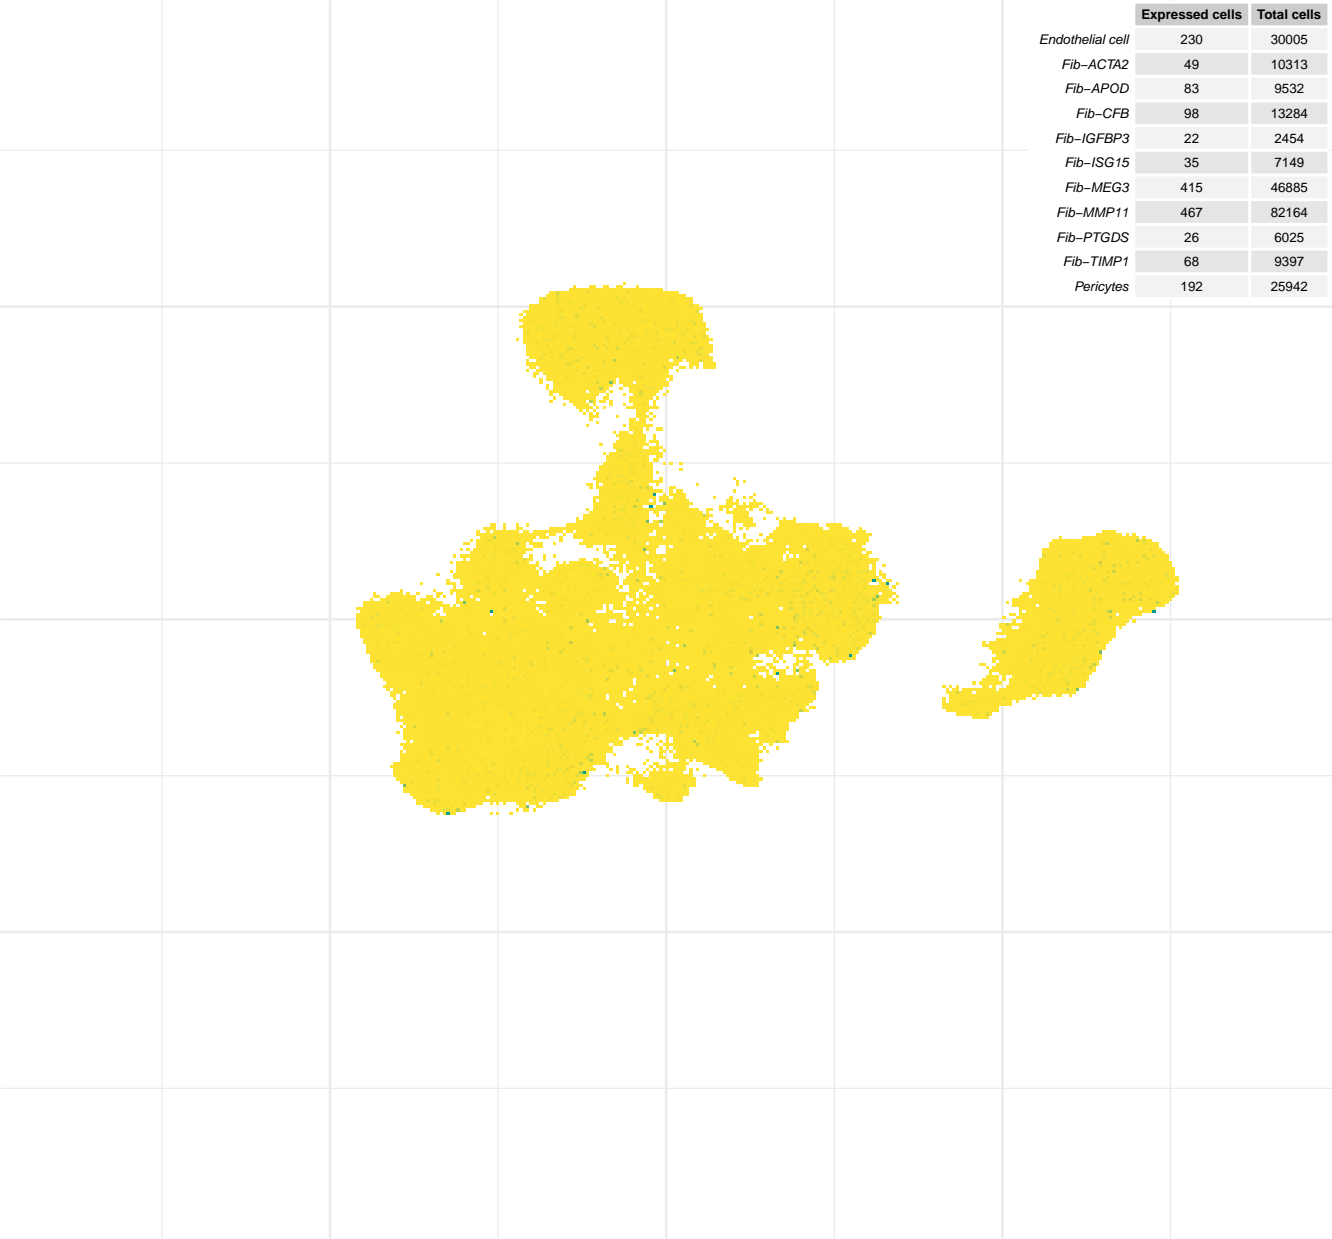 Expressed cells Total cells
Endothelial cell 230 30005
Fib−ACTA2 49 10313
Fib−APOD 83 9532
Fib−CFB 98 13284
Fib−IGFBP3 22 2454
Fib−ISG15 35 7149
Fib−MEG3 415 46885
Fib−MMP11 467 82164
Fib−PTGDS 26 6025
Fib−TIMP1 68 9397
Pericytes 192 25942